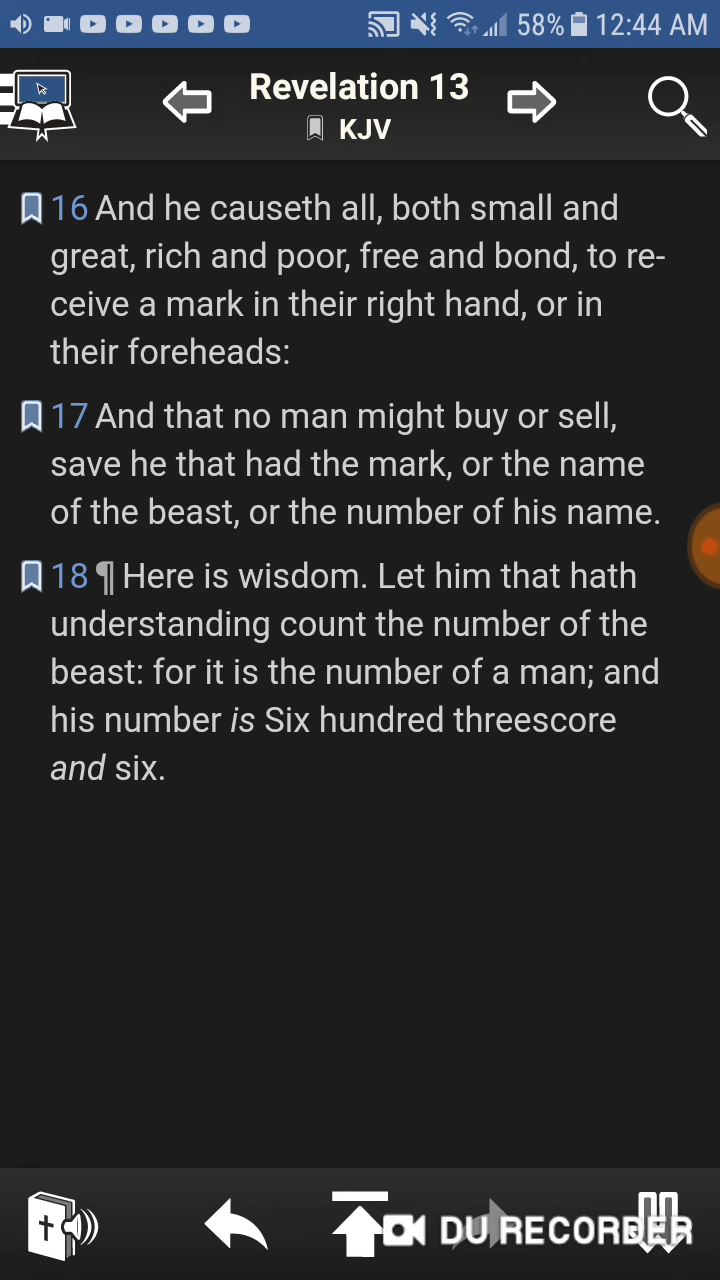 58% 12:44 AM
Revelation 13
KJV
16 And he causeth all, both small and
great, rich and poor, free and bond, to re-
ceive a mark in their right hand, or in
their foreheads:
17 And that no man might buy or sell,
save he that had the mark, or the name
of the beast, or the number of his name.
18 ¶ Here is wisdom. Let him that hath
understanding count the number of the
beast: for it is the number of a man; and
his number is Six hundred threescore
and six.
DU RECORDER